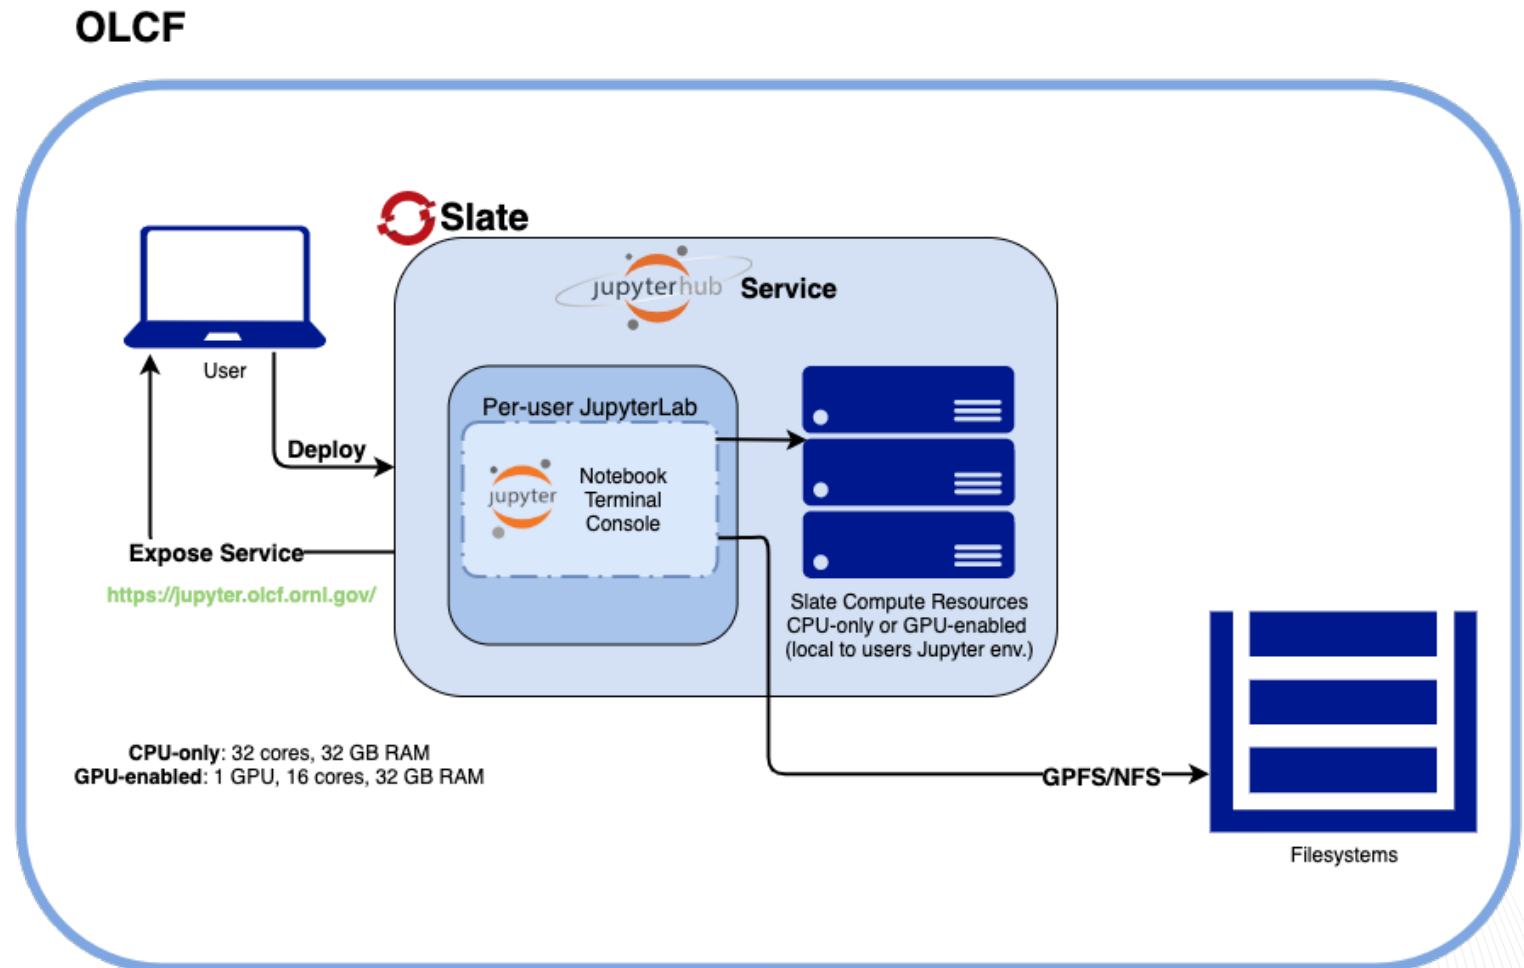 OLCF
Slate
jupyterhub Service
User
Per-user JupyterLab
Deploy
jupyter
Notebook
Terminal
Console
Expose Service
https://jupyter.olcf.ornl.gov/
Slate Compute Resources
CPU-only or GPU-enabled
(local to users Jupyter env.)
CPU-only: 32 cores, 32 GB RAM
GPU-enabled: 1 GPU, 16 cores, 32 GB RAM
GPFS/NFS
Filesystems